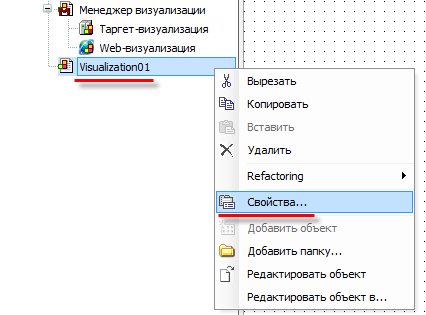 Менеджер визуализации
Таргет-визуализация
Web-визуализация
Visualization01
Вырезать
Копировать
Вставить
Удалить
Refactoring
Свойства...
Добавить объект
Добавить папку...
Редактировать объект
Редактировать объект в...